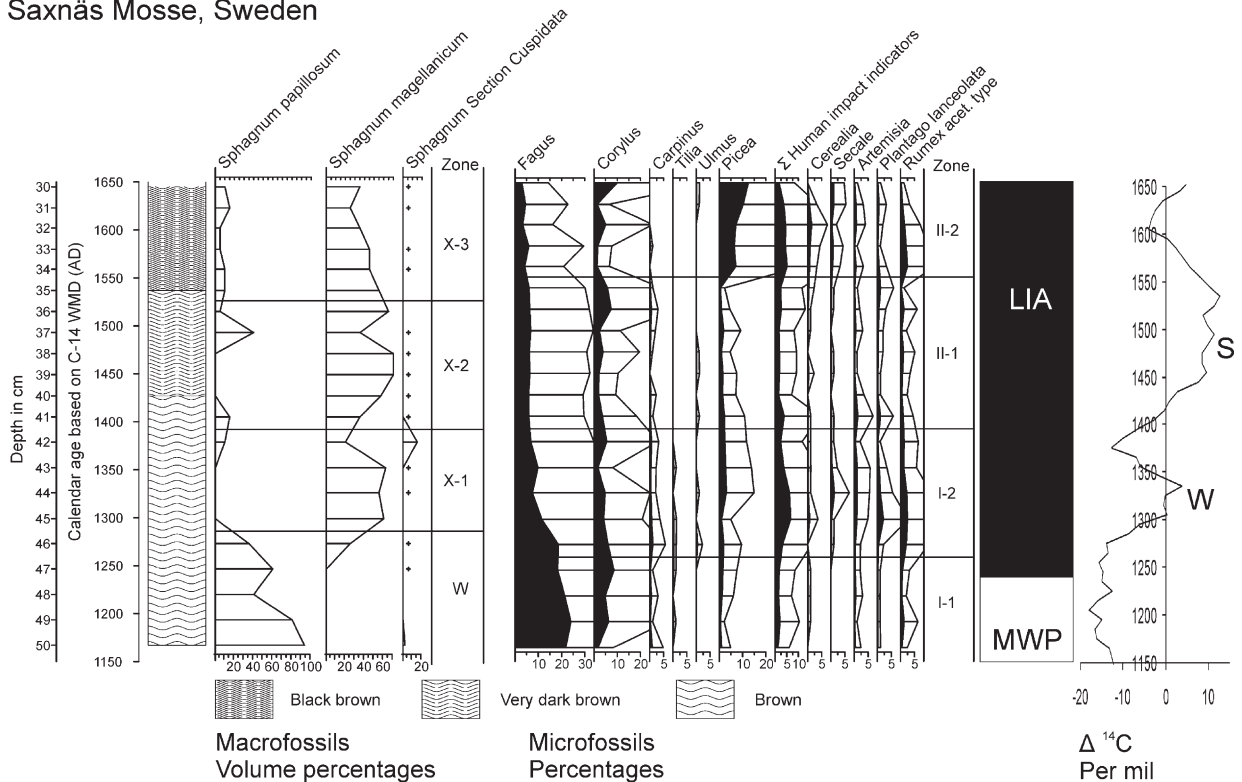 Saxnäs Mosse, Sweden
Sphagnum papillosum
Sphagnum magellanicum
Sphagnum Section Cuspidata
Zone
Fagus
Corylus
Carpinus
Tilia
Ulmus
Picea
Σ Human impact indicators
Cerealia
Secale
Artemisia
Plantago lanceolata
Rumex acet. type
Zone
Depth in cm
30
31
32
33
34
35
36
37
38
39
40
41
42
43
44
45
46
47
48
49
50
Calendar age based on C-14 WMD (AD)
1650
1600
1550
1500
1450
1400
1350
1300
1250
1200
1150
X-3
X-2
X-1
W
II-2
II-1
I-2
I-1
LIA
MWP
1650
1600
1550
1500
1450
1400
1350
1300
1250
1200
1150
S
W
20 40 60 80 100
20 40 60
20
10 20 30
10 20
5
5
5
10 20
5 10
5
5
5
5
5
-20 -10 0 10
Black brown
Very dark brown
Brown
Macrofossils
Volume percentages
Microfossils
Percentages
Δ ¹⁴C
Per mil